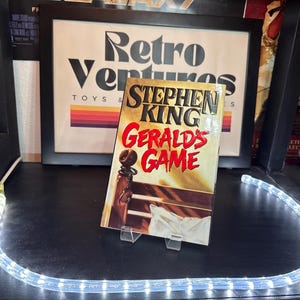 Retro
Ventures
TOYS &
STEPHEN
KING
GERALD'S
GAME